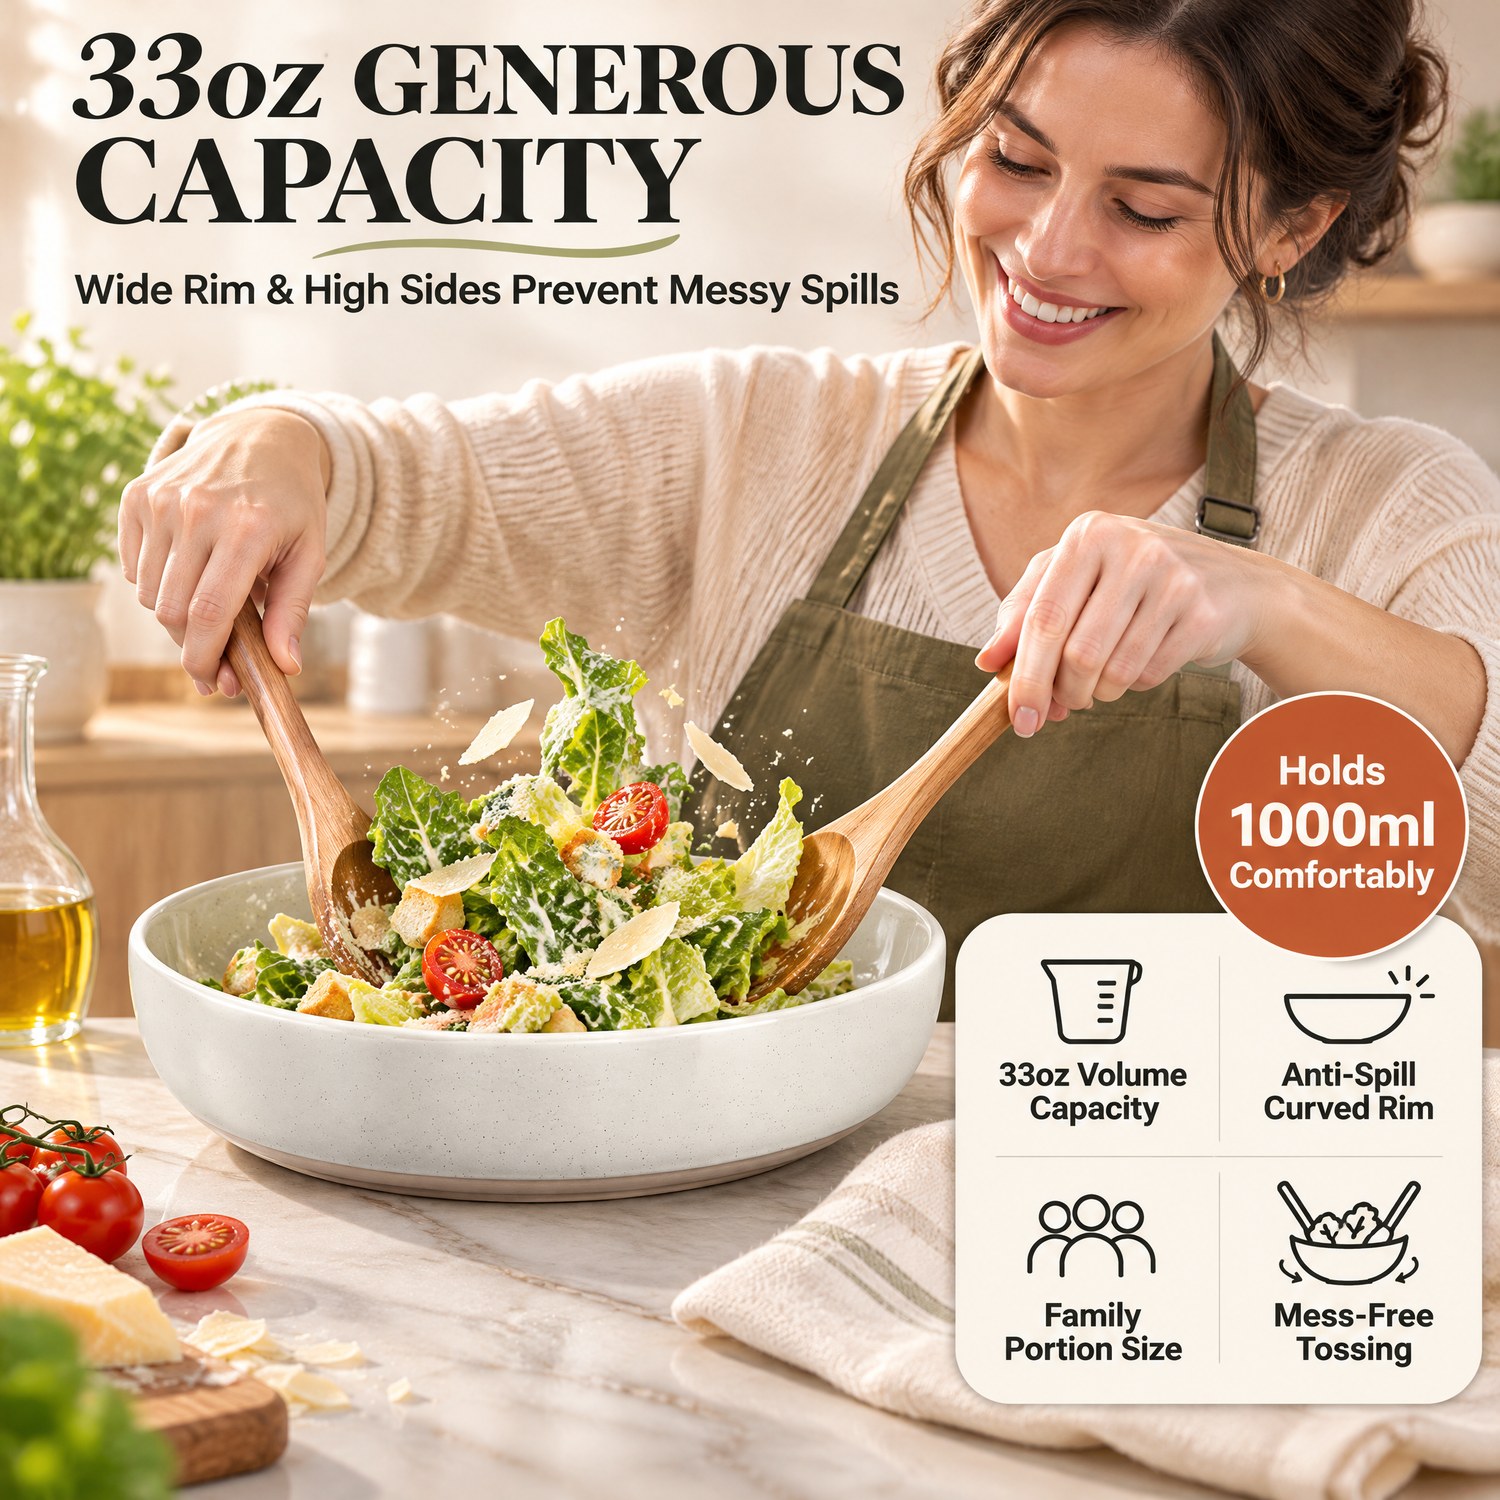 33oz GENEROUS
CAPACITY
Wide Rim & High Sides Prevent Messy Spills
Holds
1000ml
Comfortably
33oz Volume
Capacity
Anti-Spill
Curved Rim
Family
Portion Size
Mess-Free
Tossing